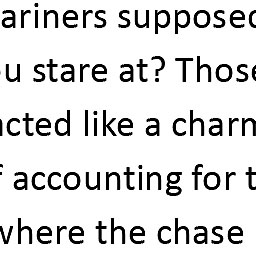 ariners supposed
u stare at? Those
acted like a charm
f accounting for t
where the chase